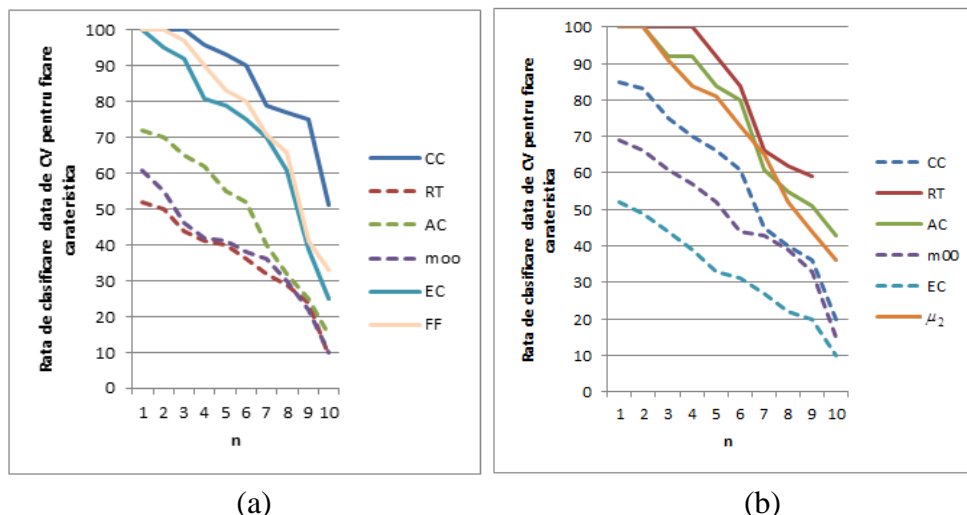 100
90
80
70
60
50
40
30
20
10
0
1 2 3 4 5 6 7 8 9 10
n
Rata de clasificare data de CV pentru ficare
carateristica
CC
RT
AC
moo
EC
FF
(a)
100
90
80
70
60
50
40
30
20
10
0
1 2 3 4 5 6 7 8 9 10
n
Rata de clasificare data de CV pentru ficare
carateristica
CC
RT
AC
m00
EC
μ₂
(b)